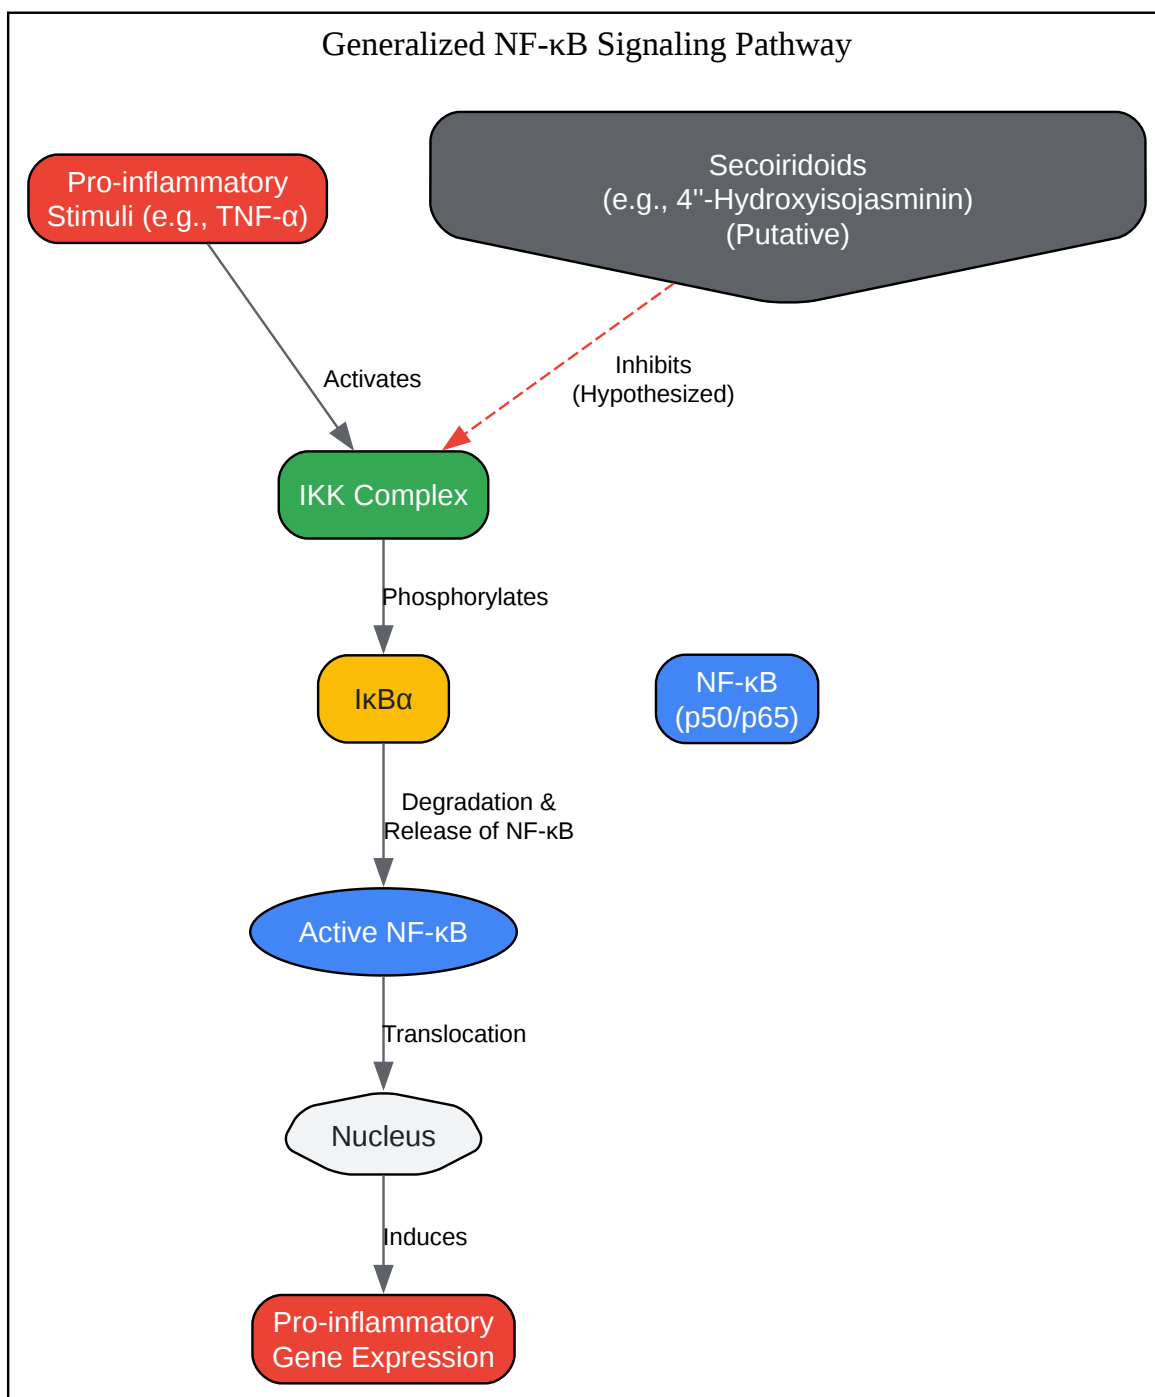 Generalized NF-κB Signaling Pathway
Pro-inflammatory
Stimuli (e.g., TNF-α)
Secoiridoids
(e.g., 4"-Hydroxyisojasminin)
(Putative)
Activates
Inhibits
(Hypothesized)
IKK Complex
Phosphorylates
IκBα
NF-κB
(p50/p65)
Degradation &
Release of NF-κB
Active NF-κB
Translocation
Nucleus
Induces
Pro-inflammatory
Gene Expression